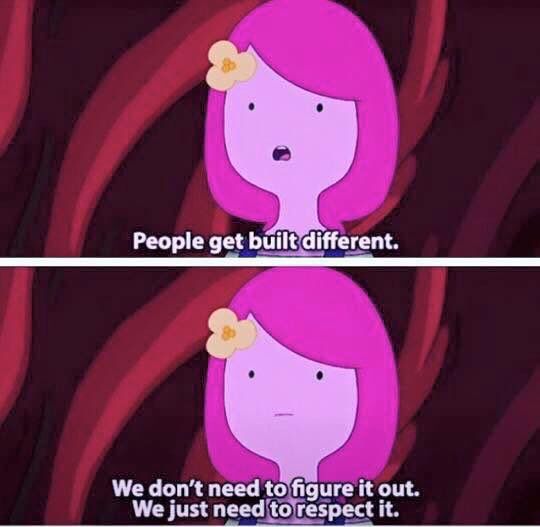 People get built different.
We don't need to figure it out.
We just need to respect it.